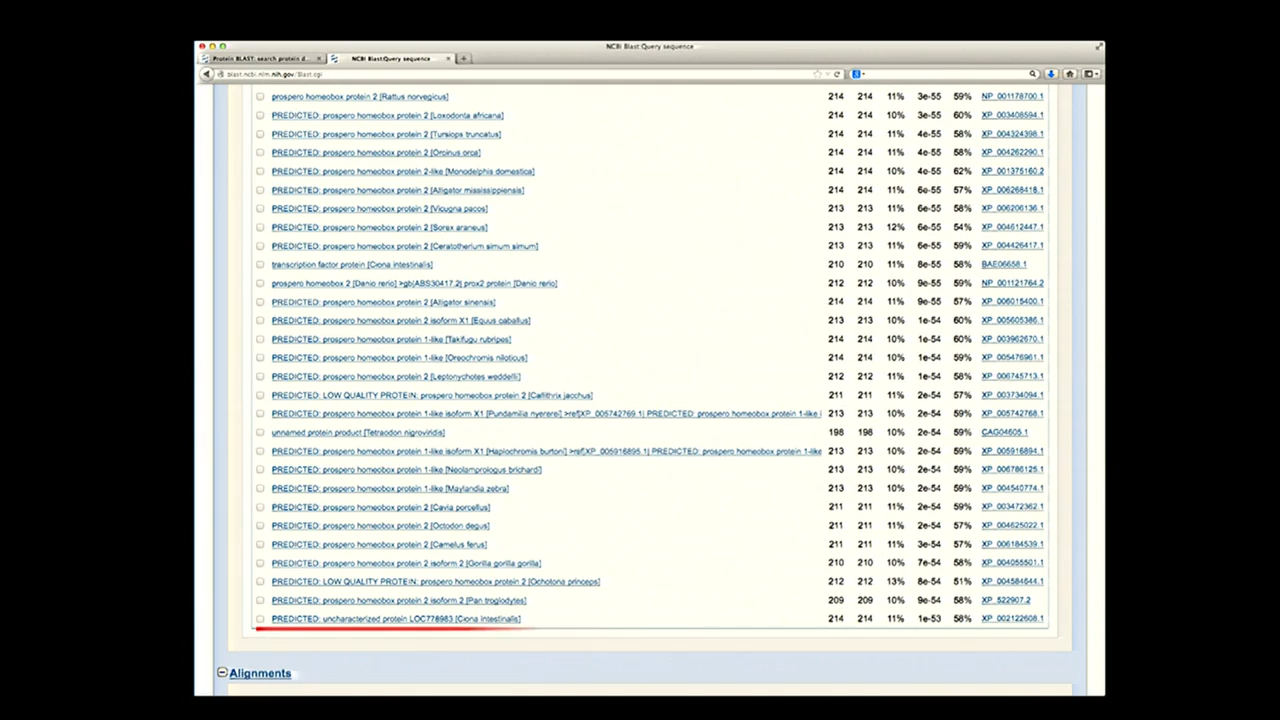 NCBI Blast:Query sequence
Protein BLAST: search protein d...
NCBI Blast:Query sequence
blast.ncbi.nlm.nih.gov/Blast.cgi
prospero homeobox protein 2 [Rattus norvegicus] 214 214 11% 3e-55 59% NP_001178700.1
PREDICTED: prospero homeobox protein 2 [Loxodonta africana] 214 214 10% 3e-55 60% XP_003408594.1
PREDICTED: prospero homeobox protein 2 [Tursiops truncatus] 214 214 11% 4e-55 58% XP_004324398.1
PREDICTED: prospero homeobox protein 2 [Orcinus orca] 214 214 11% 4e-55 58% XP_004262290.1
PREDICTED: prospero homeobox protein 2-like [Monodelphis domestica] 214 214 10% 4e-55 62% XP_001375160.2
PREDICTED: prospero homeobox protein 2 [Alligator mississippiensis] 214 214 11% 6e-55 57% XP_006268418.1
PREDICTED: prospero homeobox protein 2 [Vicugna pacos] 213 213 11% 6e-55 58% XP_006206136.1
PREDICTED: prospero homeobox protein 2 [Sorex araneus] 213 213 12% 6e-55 54% XP_004612447.1
PREDICTED: prospero homeobox protein 2 [Ceratotherium simum simum] 213 213 11% 6e-55 59% XP_004426417.1
transcription factor protein [Ciona intestinalis] 210 210 11% 8e-55 58% BAE06658.1
prospero homeobox 2 [Danio rerio] >gb|ABS30417.2| prox2 protein [Danio rerio] 212 212 10% 9e-55 59% NP_001121764.2
PREDICTED: prospero homeobox protein 2 [Alligator sinensis] 214 214 11% 9e-55 57% XP_006015400.1
PREDICTED: prospero homeobox protein 2 isoform X1 [Equus caballus] 213 213 10% 1e-54 60% XP_005605386.1
PREDICTED: prospero homeobox protein 1-like [Takifugu rubripes] 214 214 11% 1e-54 60% XP_003962670.1
PREDICTED: prospero homeobox protein 1-like [Oreochromis niloticus] 214 214 10% 1e-54 59% XP_005476961.1
PREDICTED: prospero homeobox protein 2 [Leptonychotes weddellii] 212 212 11% 1e-54 58% XP_006745713.1
PREDICTED: LOW QUALITY PROTEIN: prospero homeobox protein 2 [Callithrix jacchus] 211 211 11% 2e-54 57% XP_003734094.1
PREDICTED: prospero homeobox protein 1-like isoform X1 [Pundamilia nyererei] >ref|XP_005742769.1| PREDICTED: prospero homeobox protein 1-like i 213 213 10% 2e-54 59% XP_005742768.1
unnamed protein product [Tetraodon nigroviridis] 198 198 10% 2e-54 59% CAG04605.1
PREDICTED: prospero homeobox protein 1-like isoform X1 [Haplochromis burtoni] >ref|XP_005916895.1| PREDICTED: prospero homeobox protein 1-like 213 213 10% 2e-54 59% XP_005916894.1
PREDICTED: prospero homeobox protein 1-like [Neolamprologus brichardi] 213 213 10% 2e-54 59% XP_006786125.1
PREDICTED: prospero homeobox protein 1-like [Maylandia zebra] 213 213 10% 2e-54 59% XP_004540774.1
PREDICTED: prospero homeobox protein 2 [Cavia porcellus] 211 211 11% 2e-54 59% XP_003472362.1
PREDICTED: prospero homeobox protein 2 [Octodon degus] 211 211 11% 2e-54 57% XP_004625022.1
PREDICTED: prospero homeobox protein 2 [Camelus ferus] 211 211 11% 3e-54 57% XP_006184539.1
PREDICTED: prospero homeobox protein 2 isoform 2 [Gorilla gorilla gorilla] 210 210 10% 7e-54 58% XP_004055501.1
PREDICTED: LOW QUALITY PROTEIN: prospero homeobox protein 2 [Ochotona princeps] 212 212 13% 8e-54 51% XP_004584644.1
PREDICTED: prospero homeobox protein 2 isoform 2 [Pan troglodytes] 209 209 10% 9e-54 58% XP_522907.2
PREDICTED: uncharacterized protein LOC778983 [Ciona intestinalis] 214 214 11% 1e-53 58% XP_002122608.1
Alignments